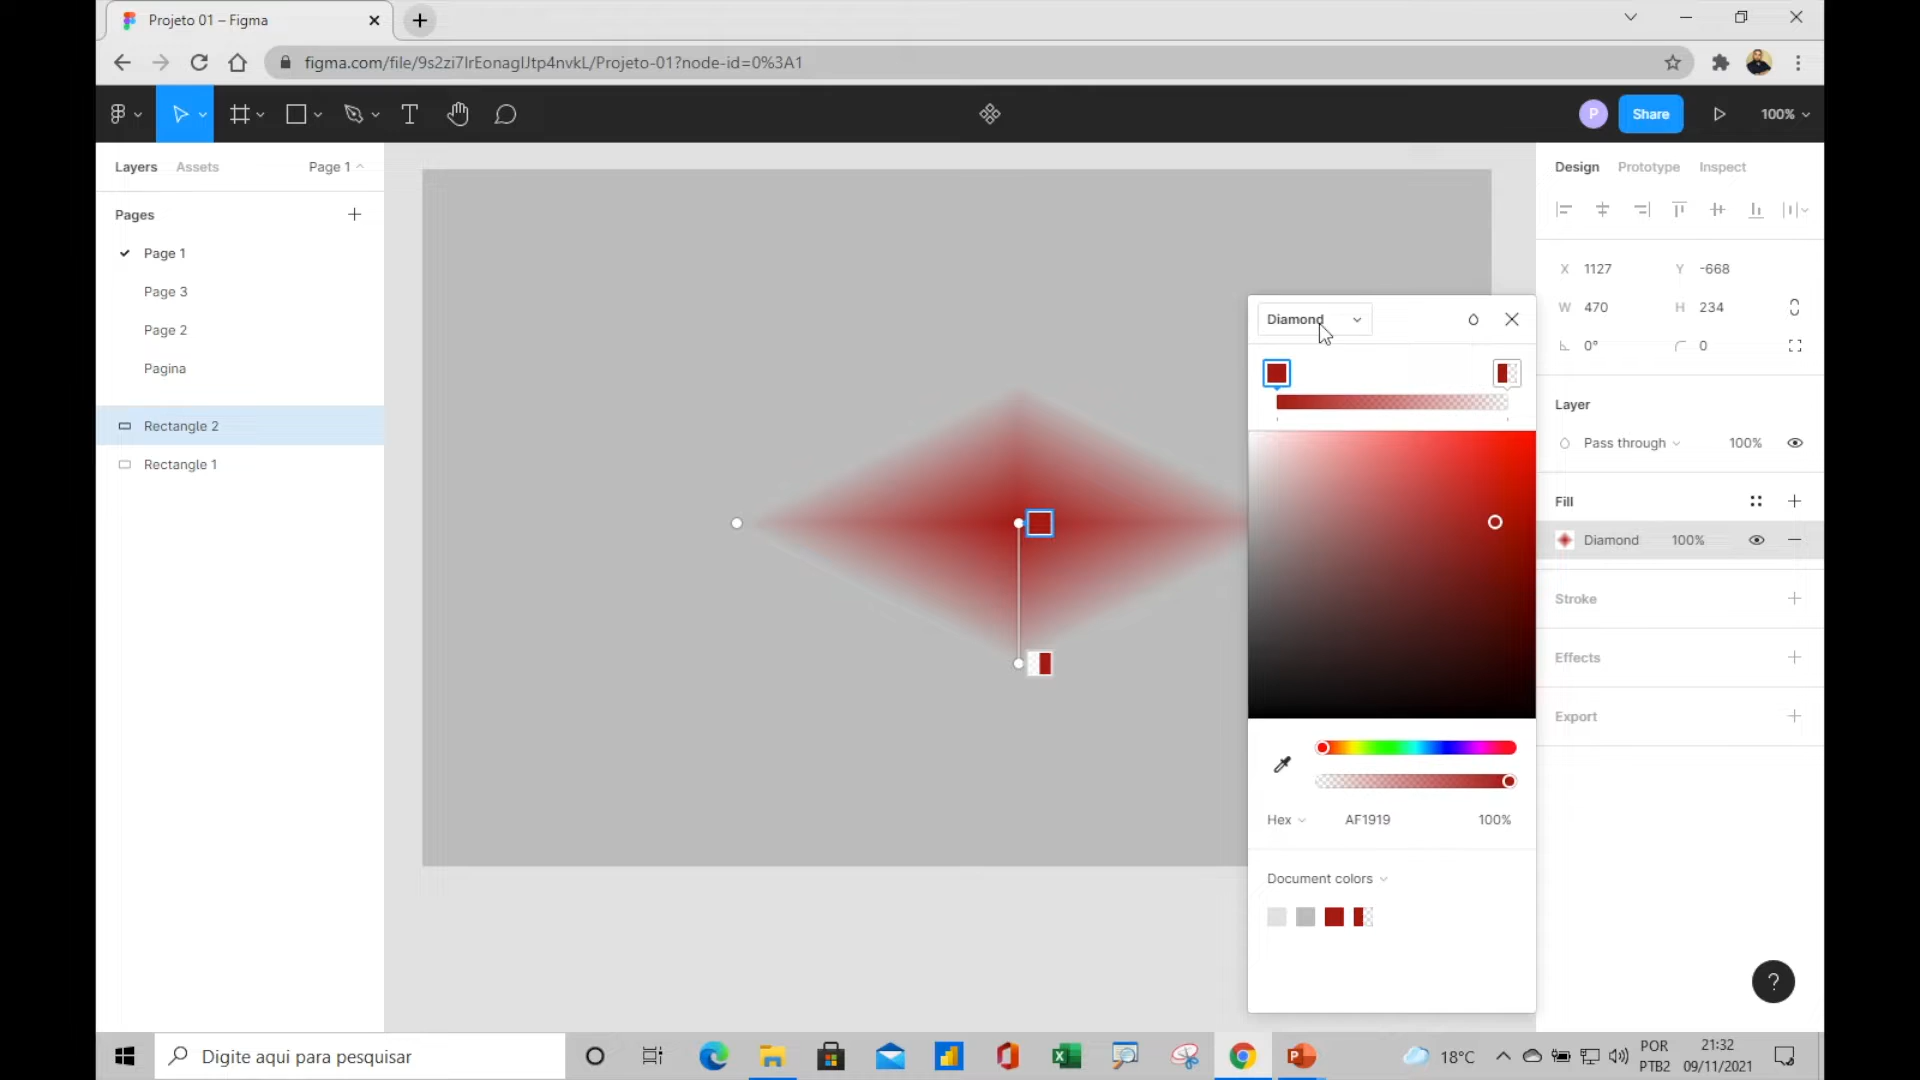 Projeto 01 – Figma
figma.com/file/9s2zi7IrEonagIJtp4nvkL/Projeto-01?node-id=0%3A1
T
P
Share
100%
Layers
Assets
Page 1
Pages
Page 1
Page 3
Page 2
Pagina
Rectangle 2
Rectangle 1
Diamond
Hex
AF1919
100%
Document colors
Design
Prototype
Inspect
X 1127
Y -668
W 470
H 234
0°
0
Layer
Pass through
100%
Fill
Diamond
100%
Stroke
Effects
Export
?
Digite aqui para pesquisar
18°C
POR
PTB2
21:32
09/11/2021